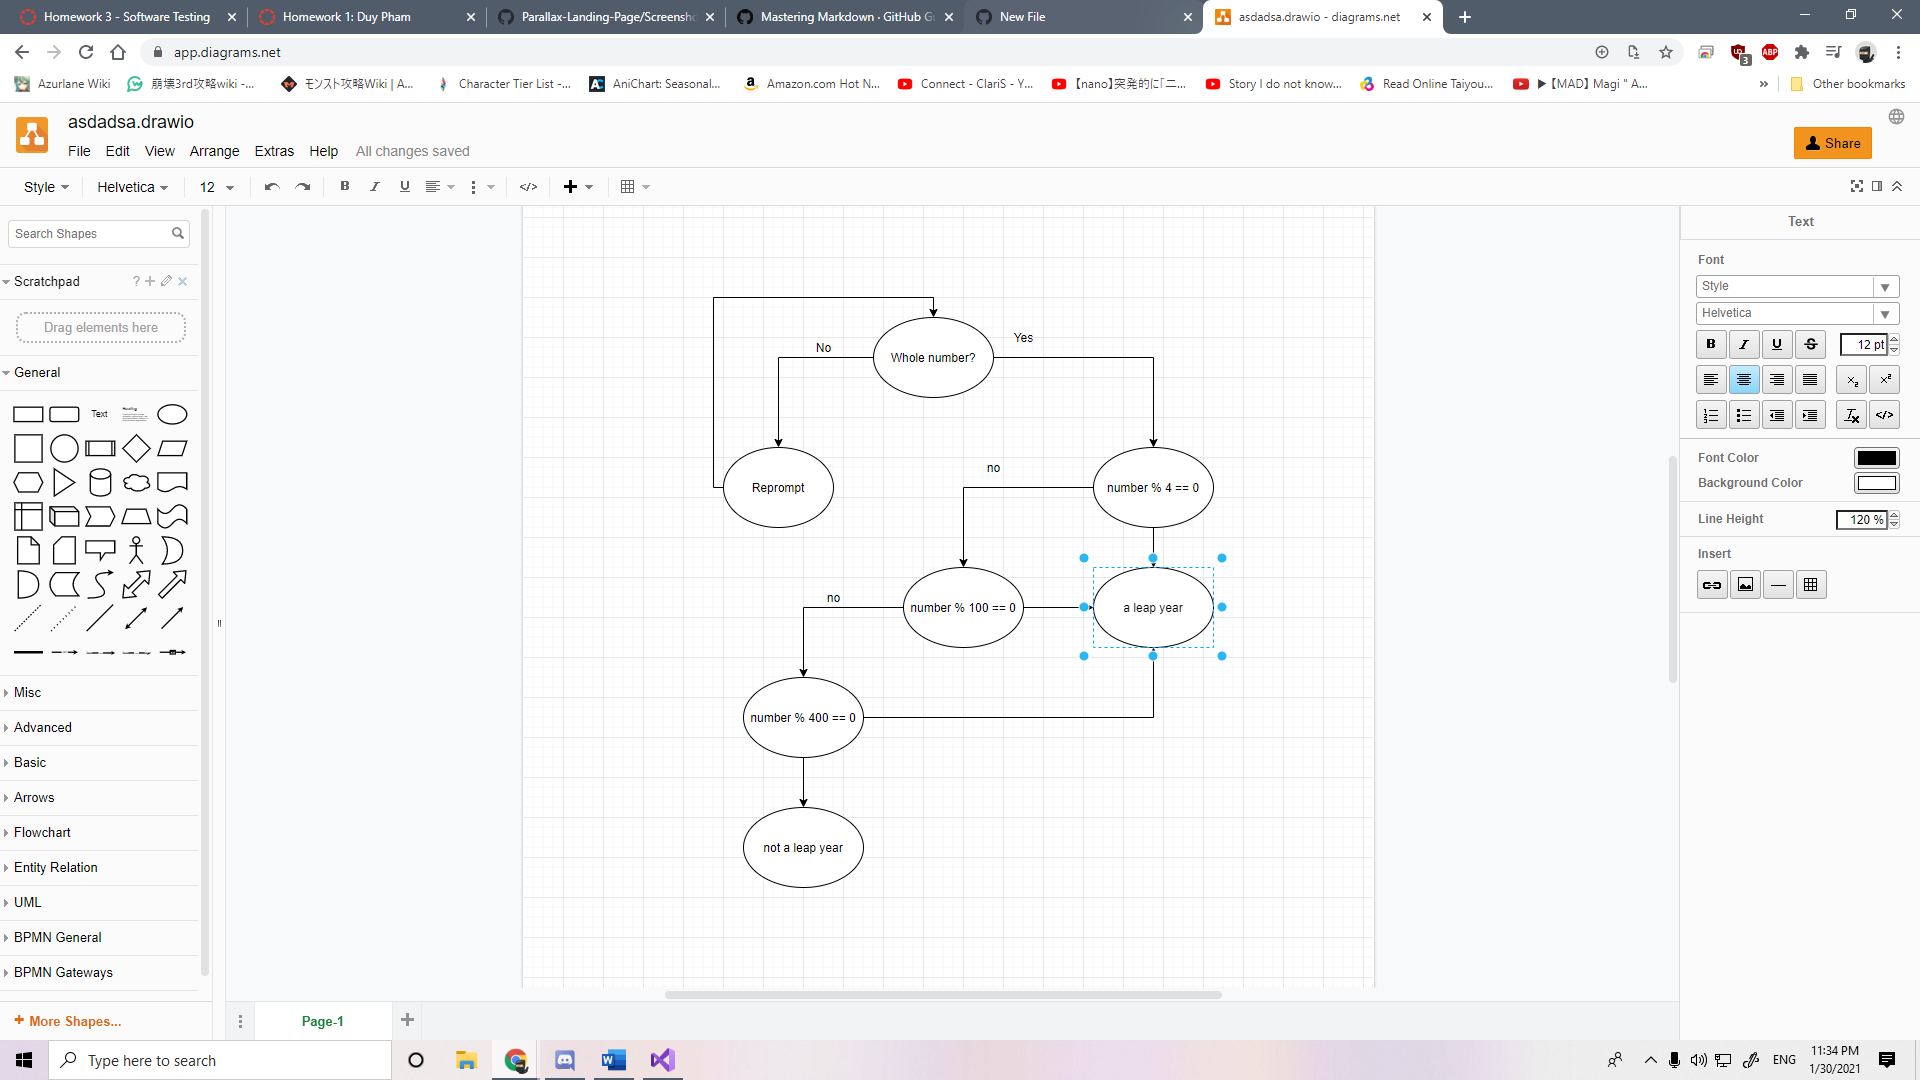 Homework 3 - Software Testing
Homework 1: Duy Pham
Parallax-Landing-Page/Screensho
Mastering Markdown · GitHub Gu
New File
asdadsa.drawio - diagrams.net
app.diagrams.net
3
ABP
Azurlane Wiki
崩壊3rd攻略wiki -...
モンスト攻略Wiki | A...
Character Tier List -...
AniChart: Seasonal...
Amazon.com Hot N...
Connect - ClariS - Y...
【nano】突発的に「ニ...
Story I do not know...
Read Online Taiyou...
▶【MAD】 Magi " A...
»
Other bookmarks
asdadsa.drawio
File Edit View Arrange Extras Help All changes saved
Share
Style Helvetica 12 B I U </>
Search Shapes
Scratchpad
?
Drag elements here
General
Text
Heading
Misc
Advanced
Basic
Arrows
Flowchart
Entity Relation
UML
BPMN General
BPMN Gateways
+ More Shapes...
Whole number?
No
Yes
Reprompt
no
number % 4 == 0
no
number % 100 == 0
a leap year
number % 400 == 0
not a leap year
Page-1
Text
Font
Style
Helvetica
B I U S 12 pt
Font Color
Background Color
Line Height 120 %
Insert
Type here to search
ENG
11:34 PM
1/30/2021